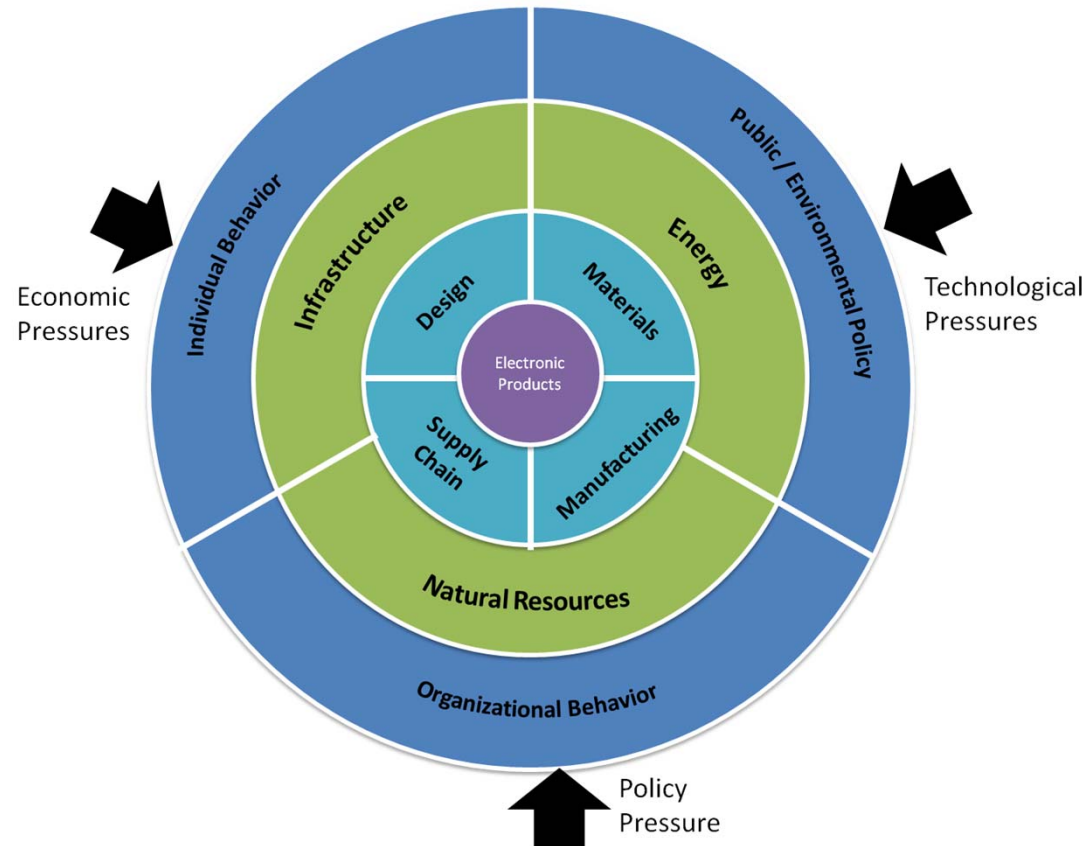 Public / Environmental Policy
Individual Behavior
Infrastructure
Energy
Design
Materials
Economic
Pressures
Technological
Pressures
Electronic
Products
Supply
Chain
Manufacturing
Natural Resources
Organizational Behavior
Policy
Pressure